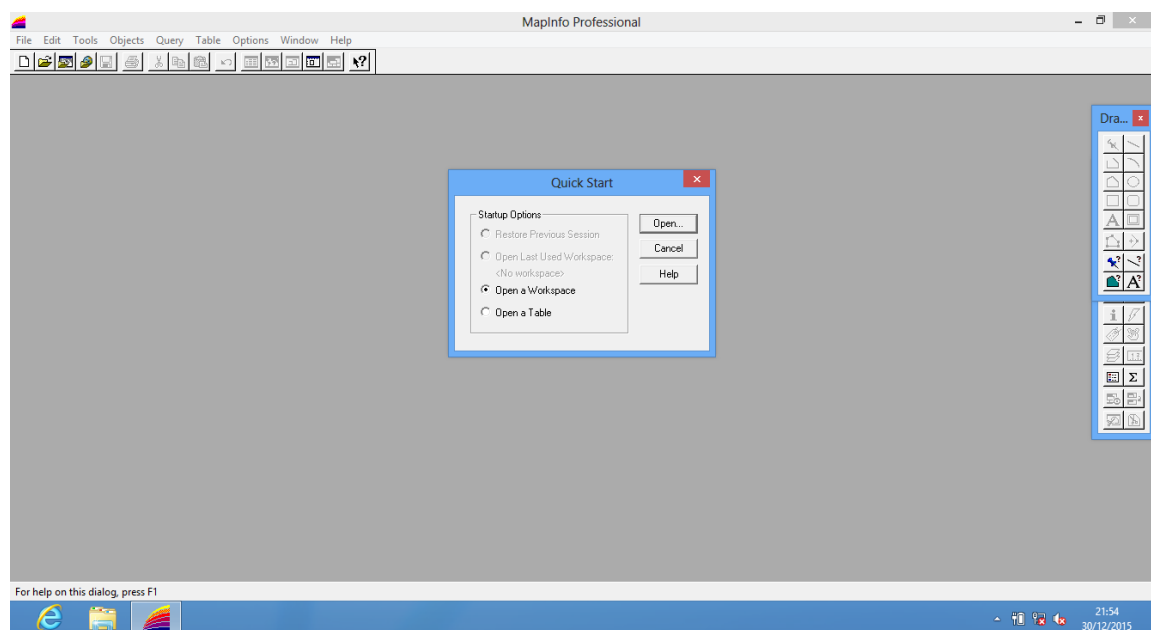 MapInfo Professional
File Edit Tools Objects Query Table Options Window Help
Dra...
Quick Start
Startup Options
Restore Previous Session
Open Last Used Workspace:
<No workspace>
Open a Workspace
Open a Table
Open...
Cancel
Help
For help on this dialog, press F1
21:54
30/12/2015